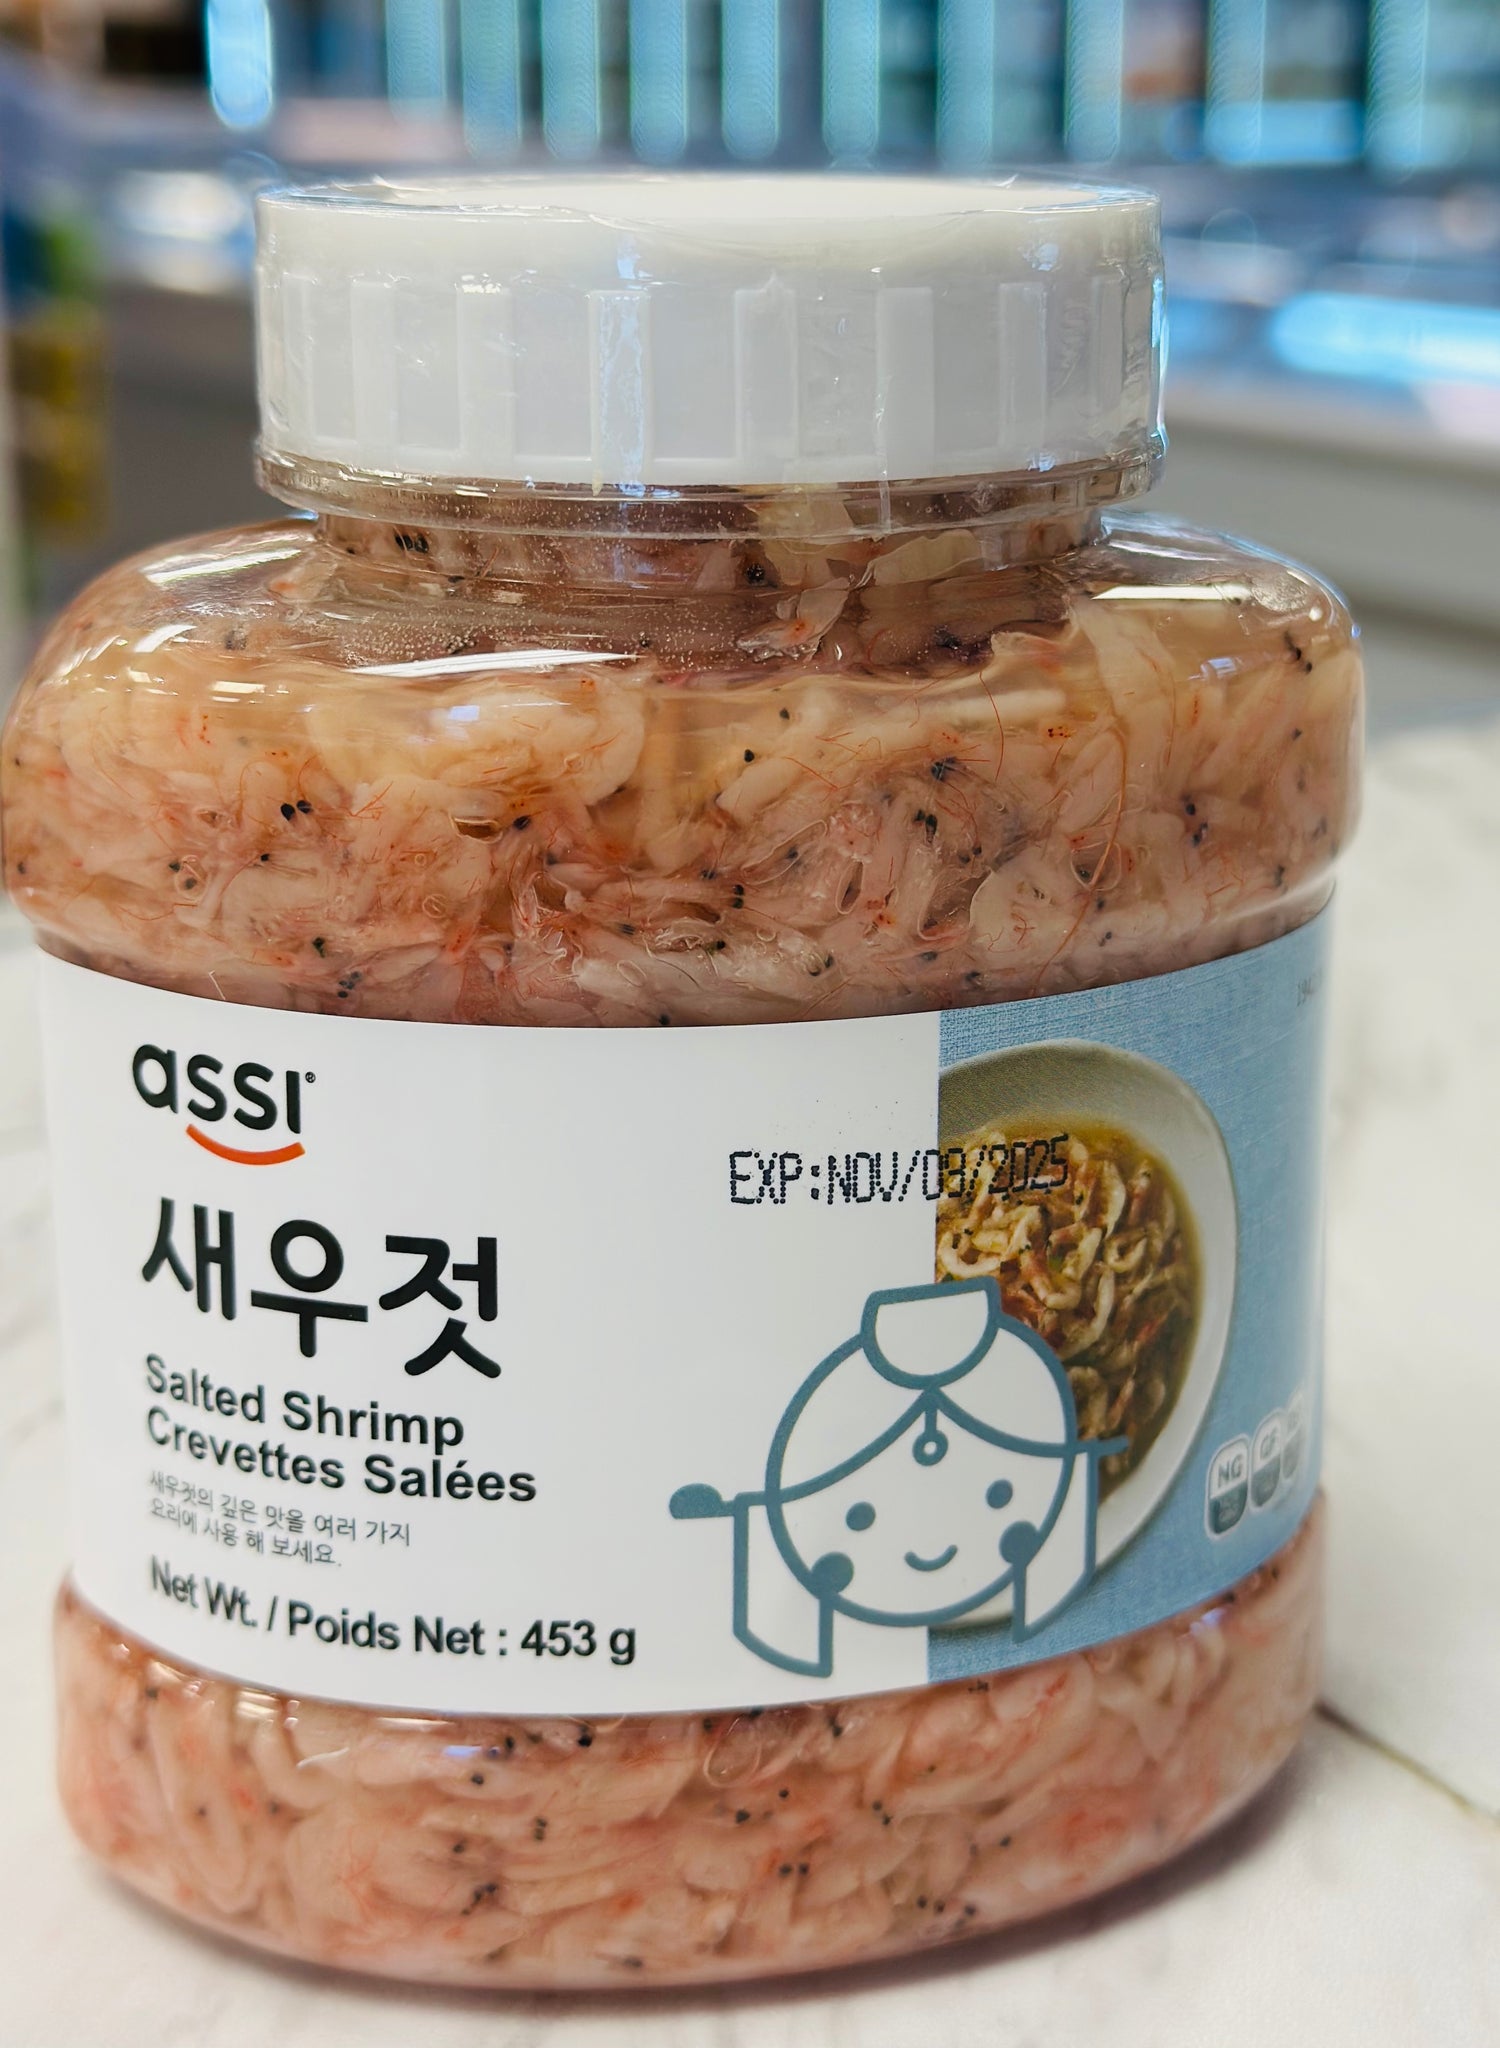 assi®
EXP:NOV/09/2025
새우젓
Salted Shrimp
Crevettes Salées
새우젓의 깊은 맛을 여러 가지
요리에 사용 해 보세요.
Net Wt. / Poids Net : 453 g
NG
GF